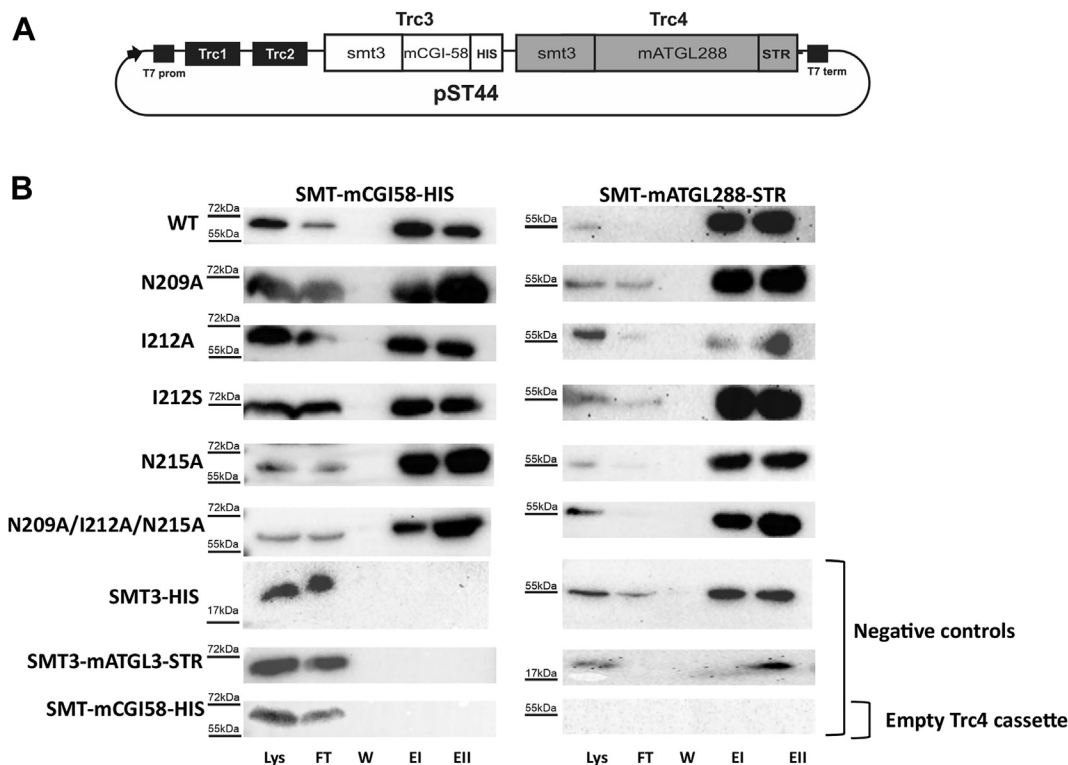 A
Trc3
Trc4
Trc1
Trc2
smt3
mCGI-58
HIS
smt3
mATGL288
STR
T7 prom
T7 term
pST44
B
SMT-mCGI58-HIS
SMT-mATGL288-STR
WT
72kDa
55kDa
55kDa
N209A
72kDa
55kDa
I212A
72kDa
55kDa
55kDa
I212S
72kDa
55kDa
N215A
72kDa
55kDa
55kDa
N209A/I212A/N215A
72kDa
55kDa
55kDa
SMT3-HIS
17kDa
55kDa
Negative controls
SMT3-mATGL3-STR
72kDa
17kDa
SMT-mCGI58-HIS
72kDa
55kDa
55kDa
Empty Trc4 cassette
Lys FT W EI EII
Lys FT W EI EII